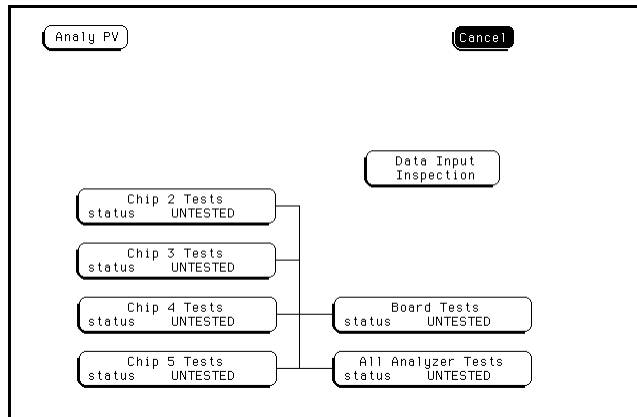 Analy PV
Cancel
Data Input
Inspection
Chip 2 Tests
status UNTESTED
Chip 3 Tests
status UNTESTED
Chip 4 Tests
status UNTESTED
Board Tests
status UNTESTED
Chip 5 Tests
status UNTESTED
All Analyzer Tests
status UNTESTED